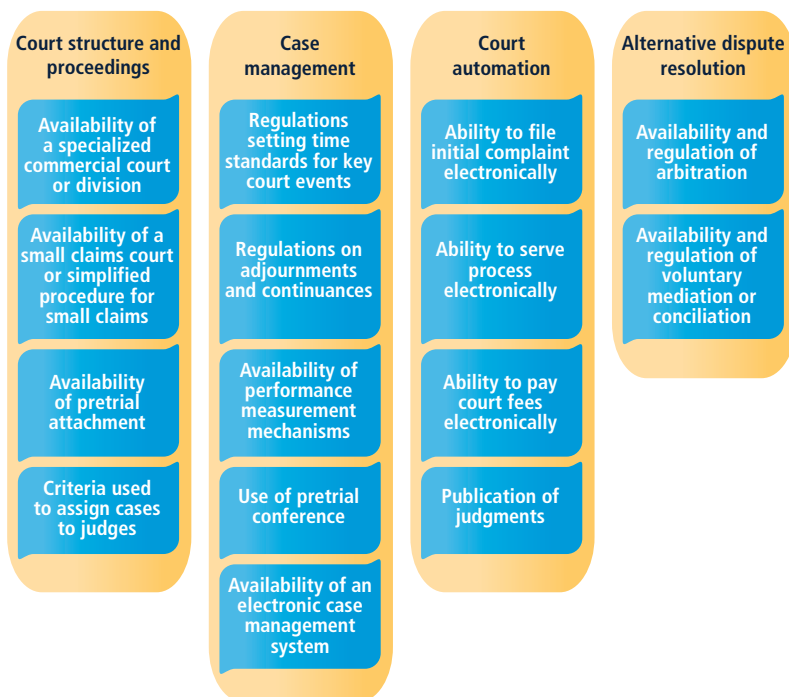 Court structure and
proceedings
Availability of
a specialized
commercial court
or division
Availability of a
small claims court
or simplified
procedure for
small claims
Availability
of pretrial
attachment
Criteria used
to assign cases
to judges
Case
management
Regulations
setting time
standards for key
court events
Regulations on
adjournments
and continuances
Availability of
performance
measurement
mechanisms
Use of pretrial
conference
Availability of an
electronic case
management
system
Court
automation
Ability to file
initial complaint
electronically
Ability to serve
process
electronically
Ability to pay
court fees
electronically
Publication of
judgments
Alternative dispute
resolution
Availability and
regulation of
arbitration
Availability and
regulation of
voluntary
mediation or
conciliation